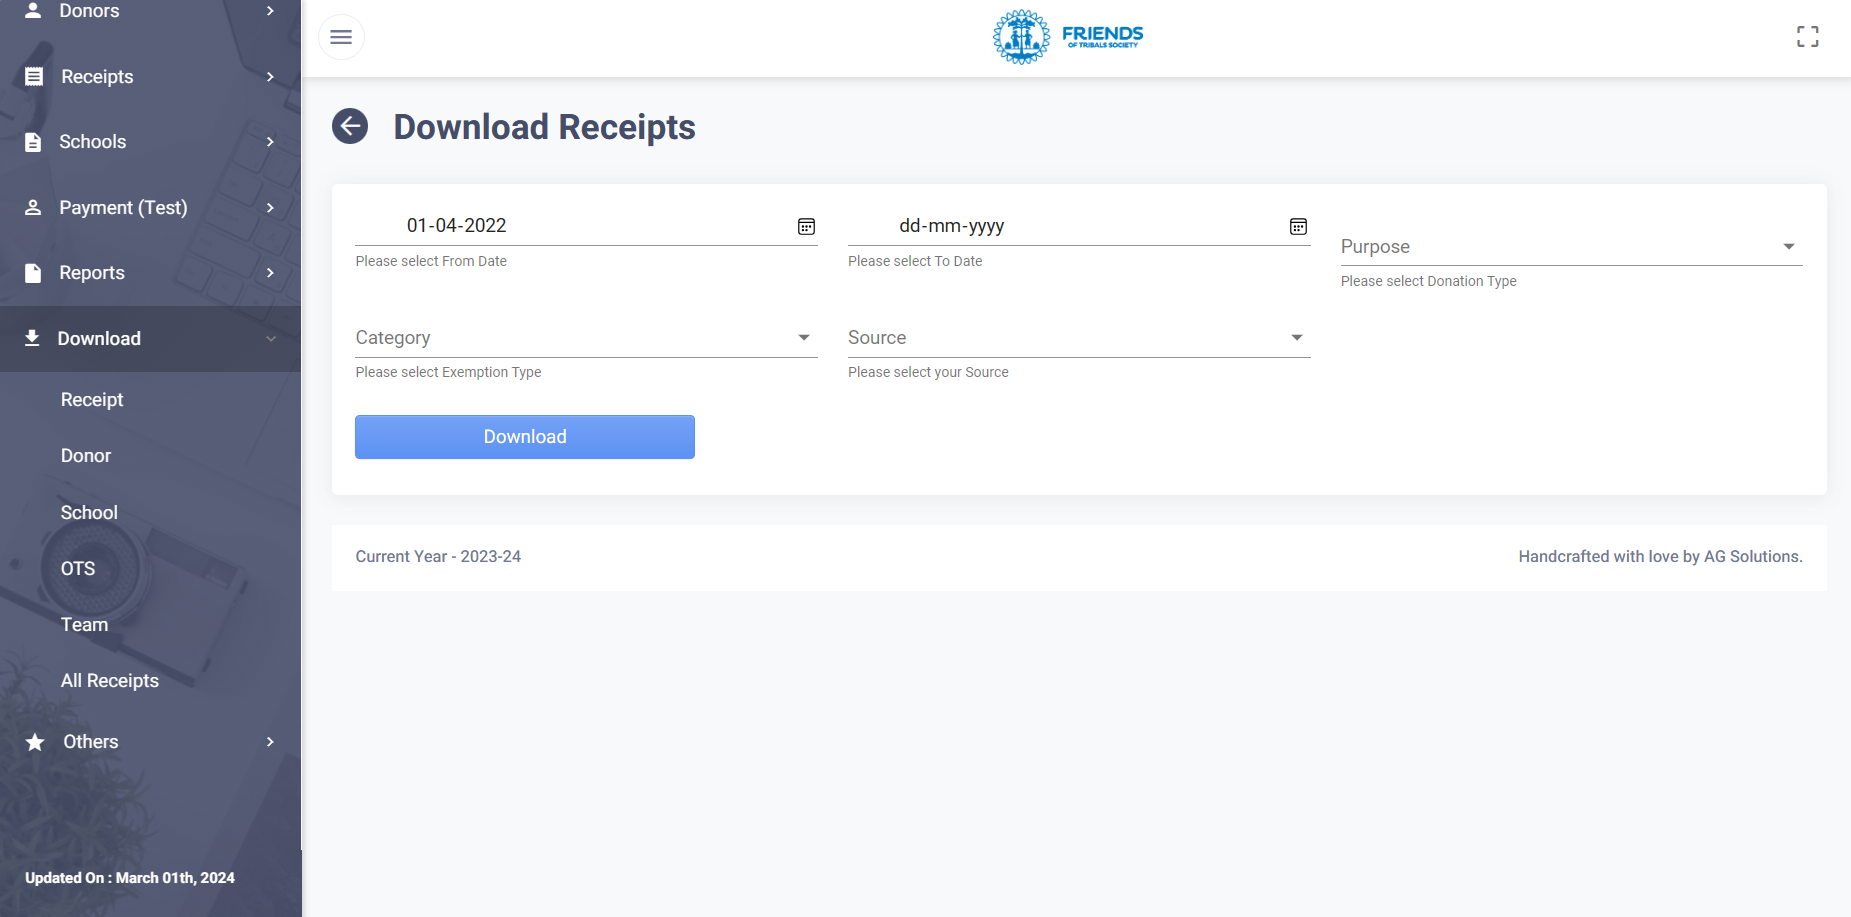 Donors
Receipts
Schools
Payment (Test)
Reports
Download
Receipt
Donor
School
OTS
Team
All Receipts
Others
Updated On : March 01th, 2024
FRIENDS
OF TRIBALS SOCIETY
Download Receipts
01-04-2022
Please select From Date
dd-mm-yyyy
Please select To Date
Purpose
Please select Donation Type
Category
Please select Exemption Type
Source
Please select your Source
Download
Current Year - 2023-24
Handcrafted with love by AG Solutions.